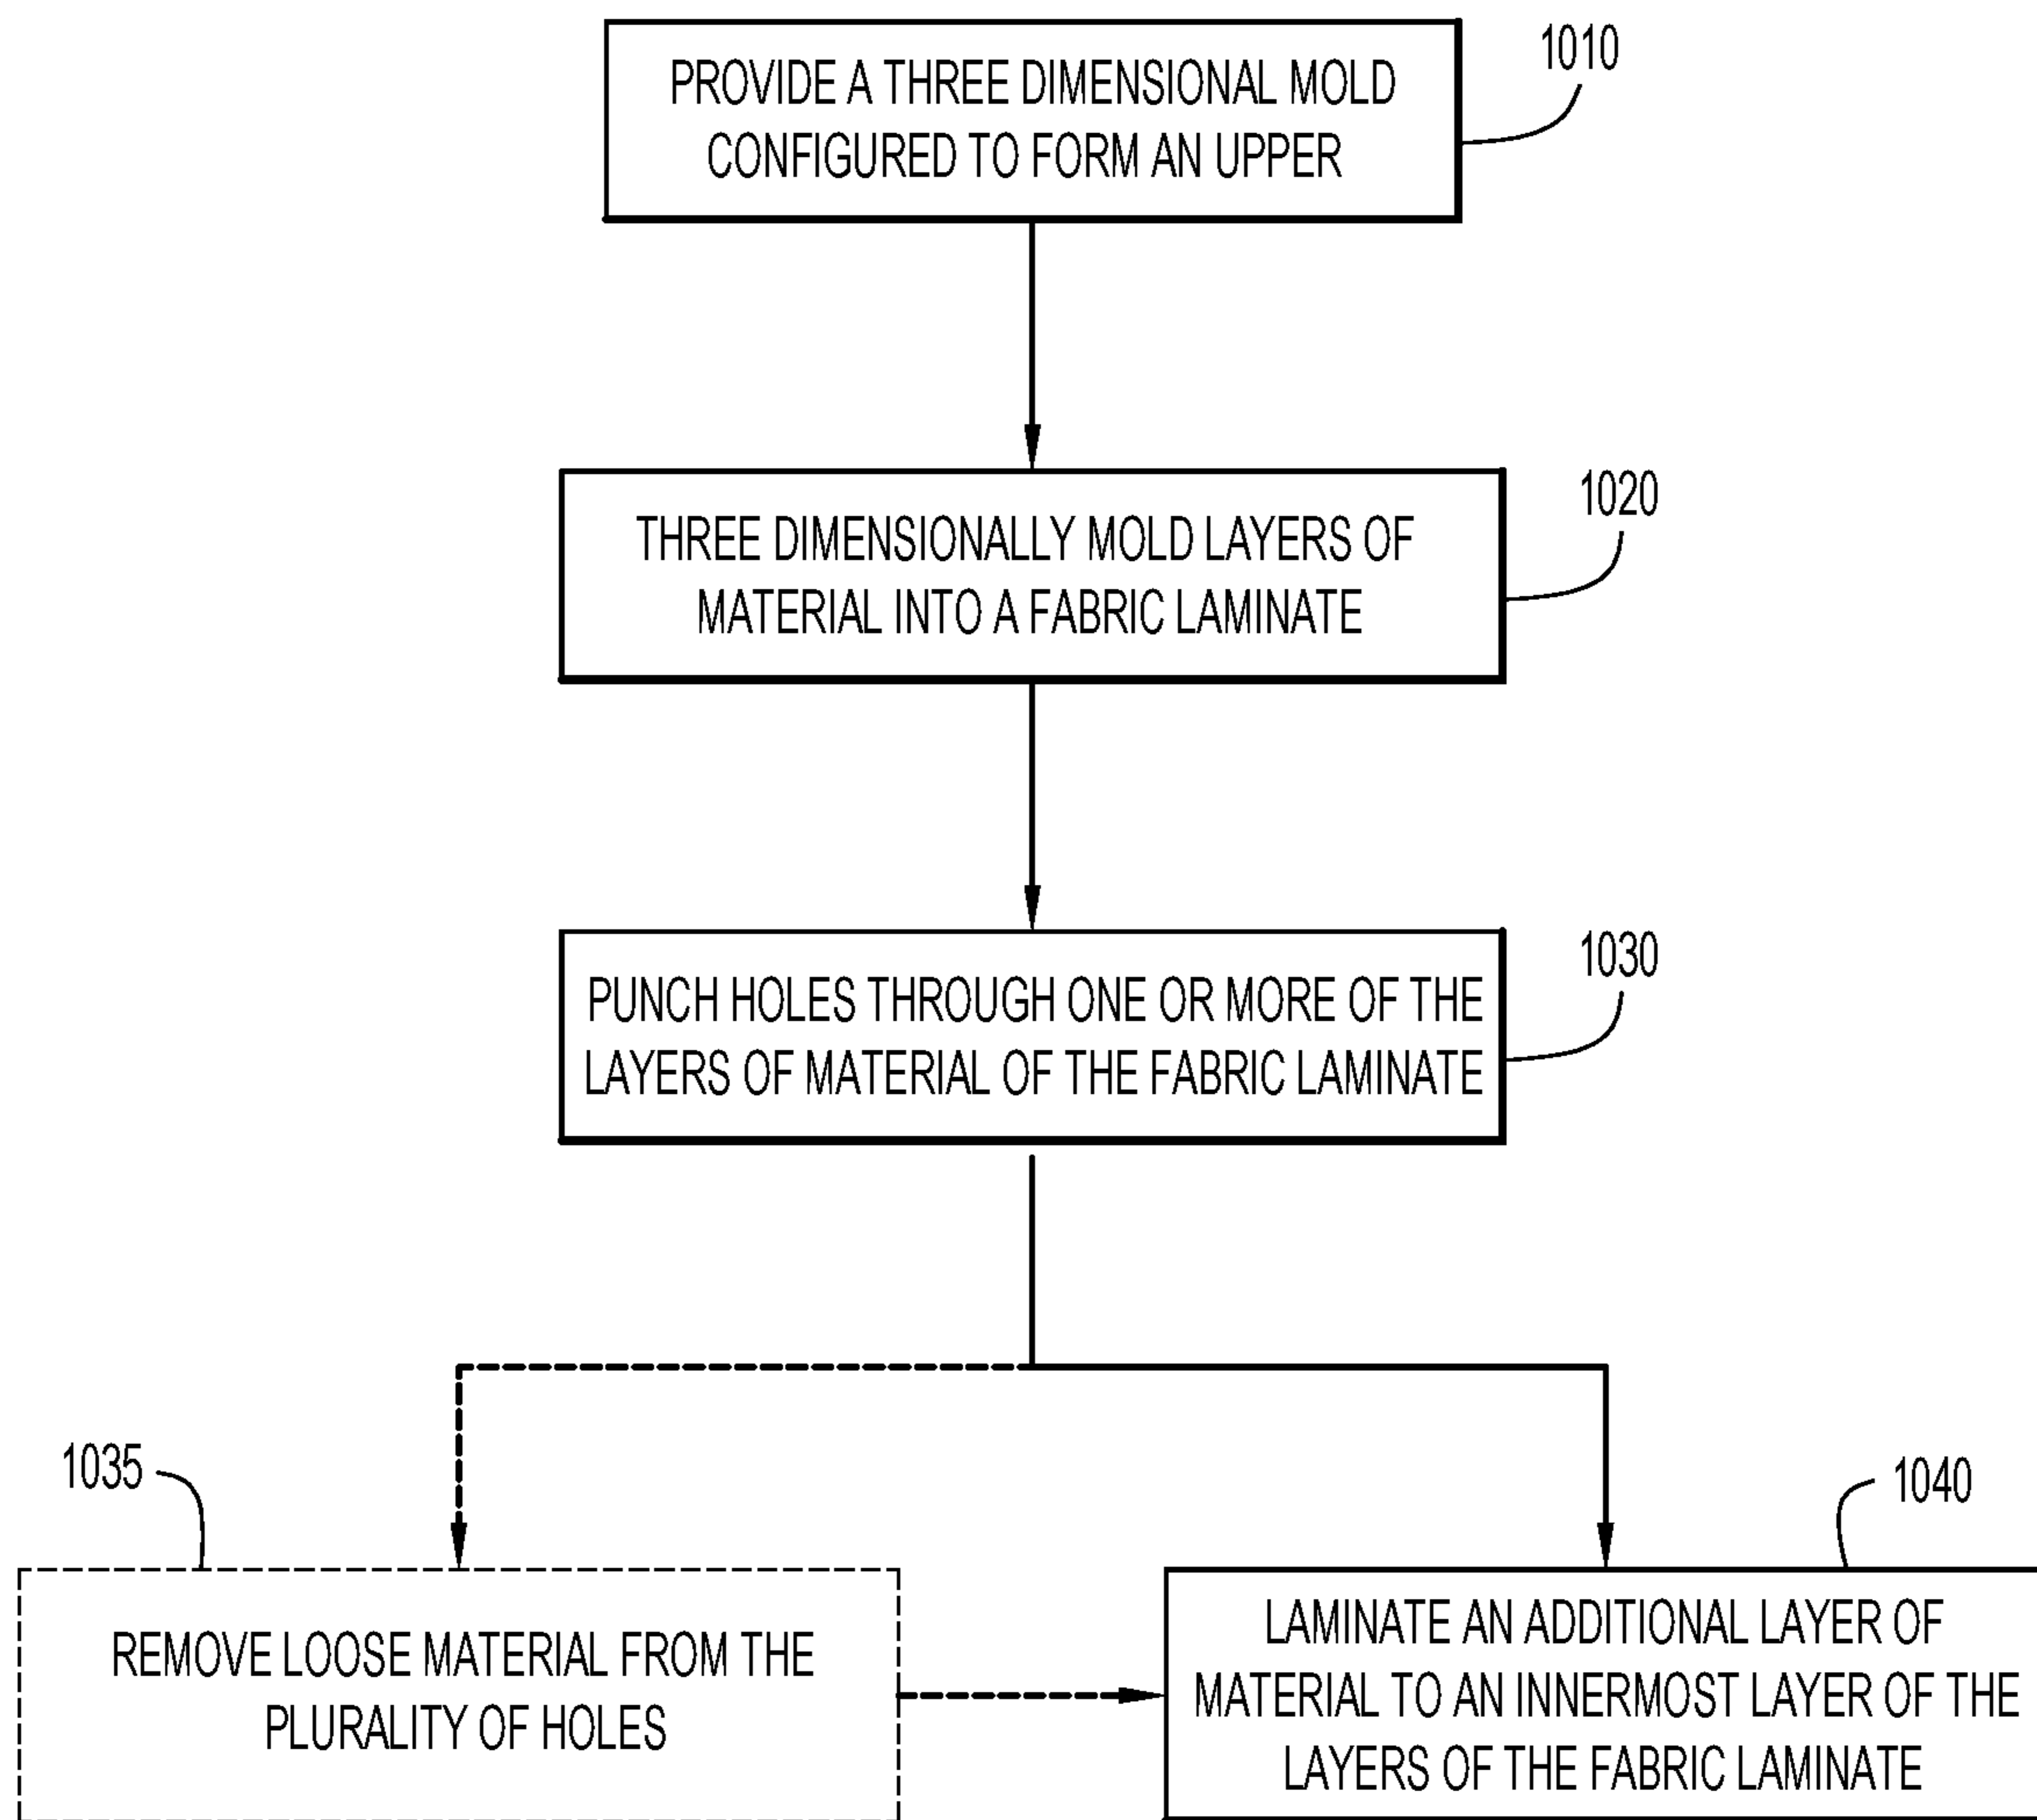 PROVIDE A THREE DIMENSIONAL MOLD
CONFIGURED TO FORM AN UPPER
1010
THREE DIMENSIONALLY MOLD LAYERS OF
MATERIAL INTO A FABRIC LAMINATE
1020
PUNCH HOLES THROUGH ONE OR MORE OF THE
LAYERS OF MATERIAL OF THE FABRIC LAMINATE
1030
1035
REMOVE LOOSE MATERIAL FROM THE
PLURALITY OF HOLES
1040
LAMINATE AN ADDITIONAL LAYER OF
MATERIAL TO AN INNERMOST LAYER OF THE
LAYERS OF THE FABRIC LAMINATE